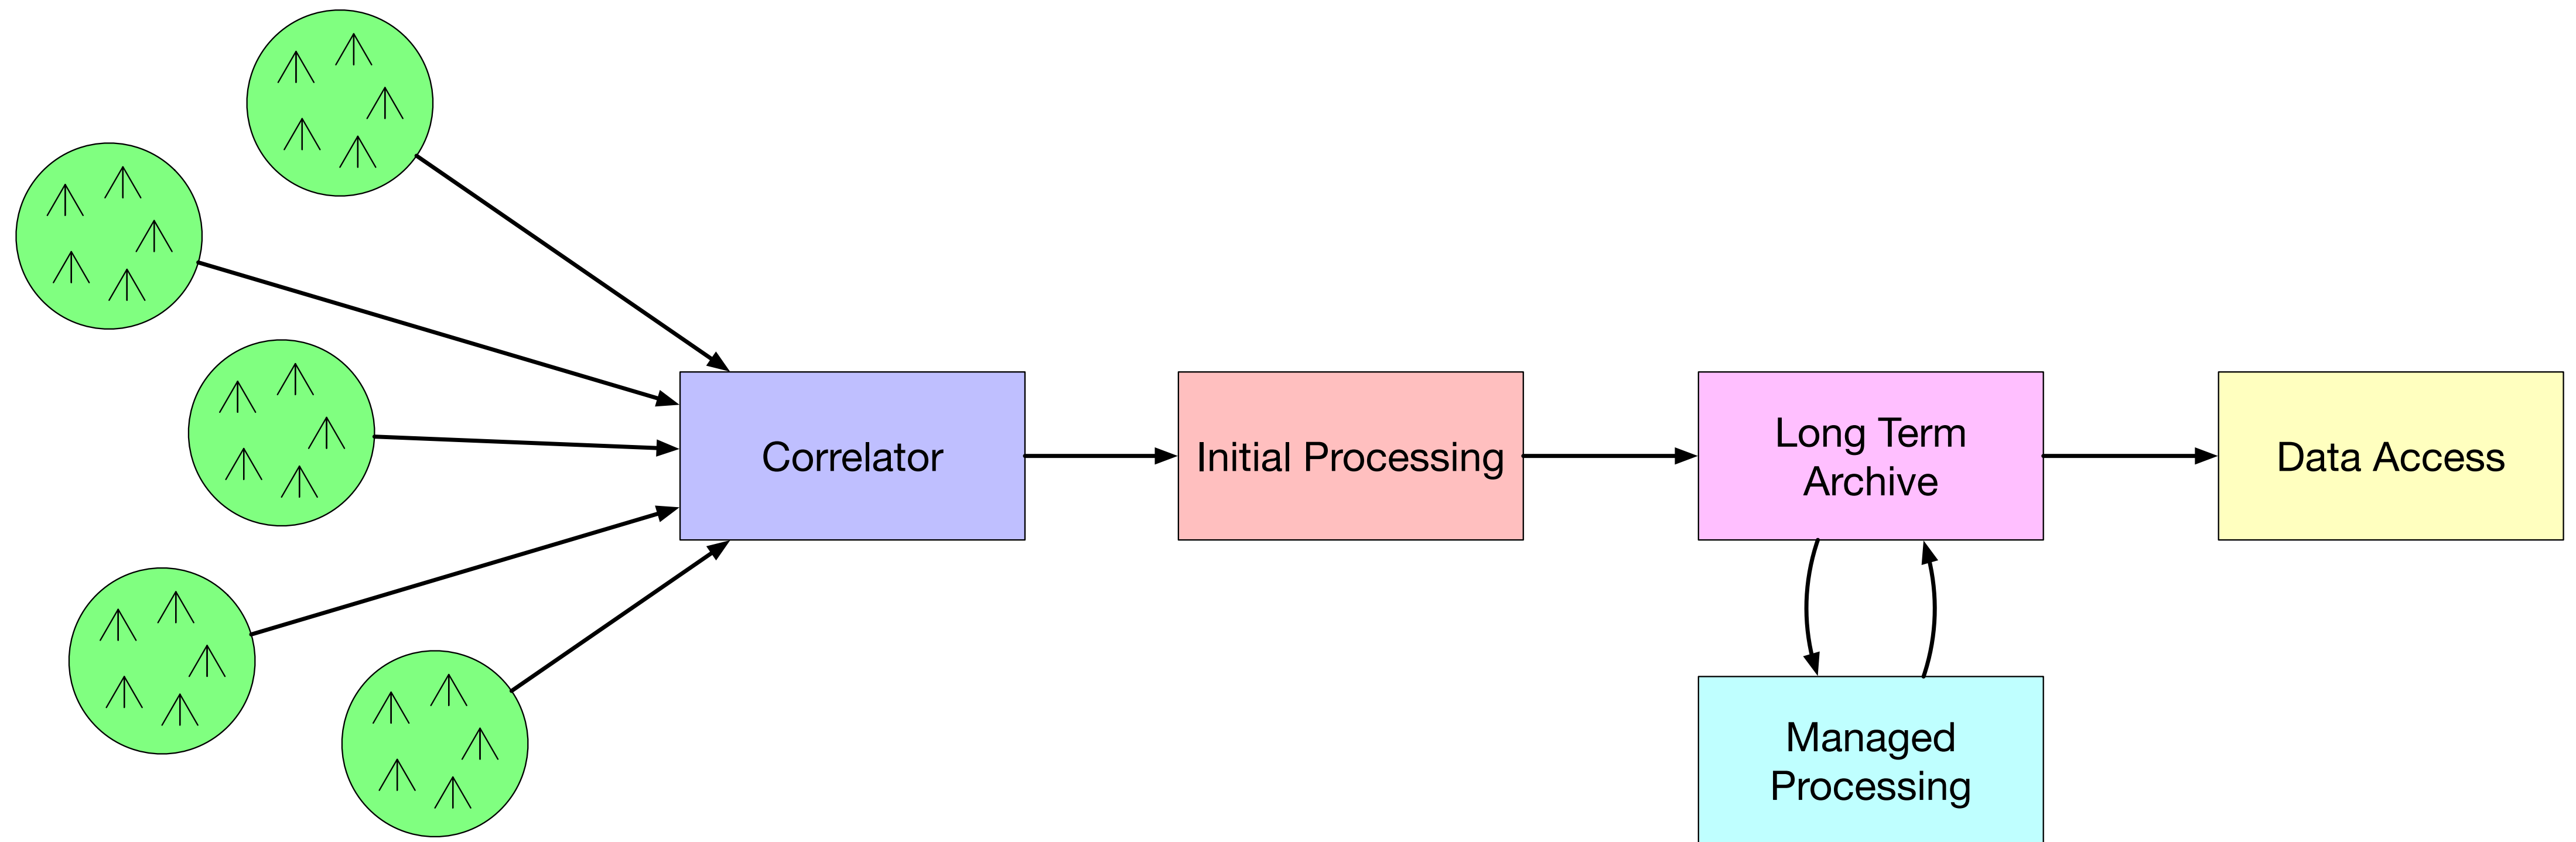 Correlator
Initial Processing
Long Term
Archive
Data Access
Managed
Processing